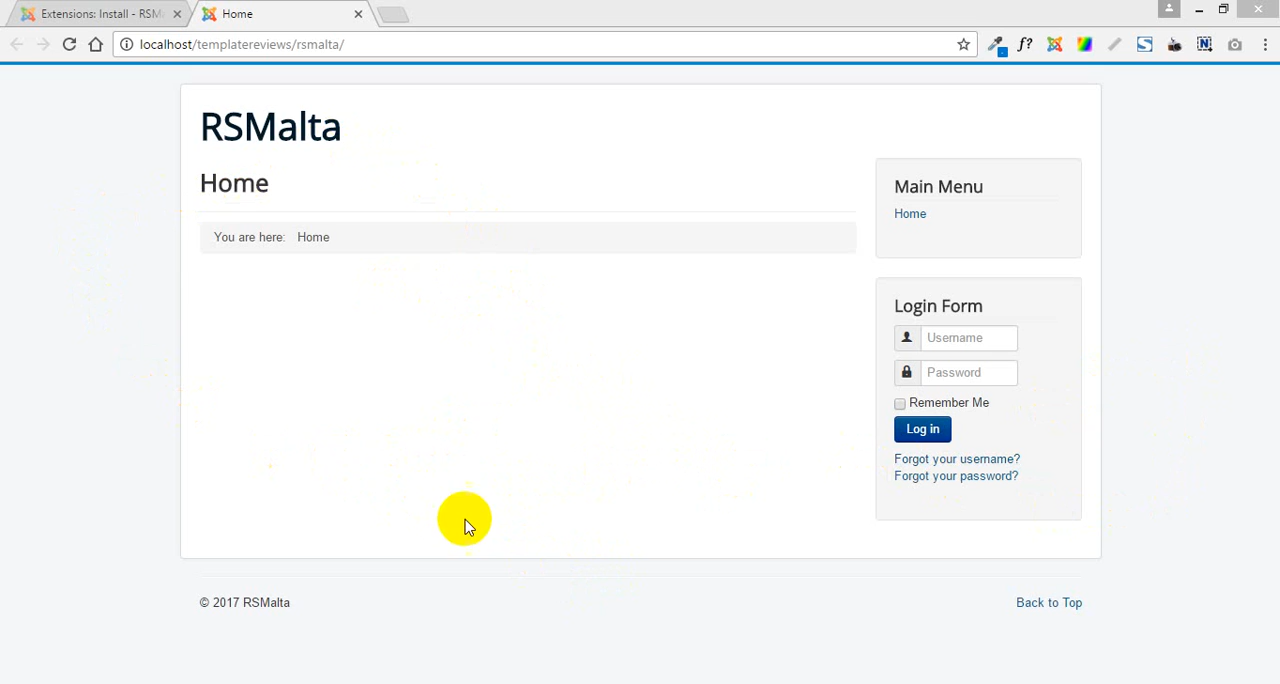 Extensions: Install - RSMa
Home
localhost/templatereviews/rsmalta/
f?
RSMalta
Home
You are here: Home
Main Menu
Home
Login Form
Username
Password
Remember Me
Log in
Forgot your username?
Forgot your password?
© 2017 RSMalta
Back to Top